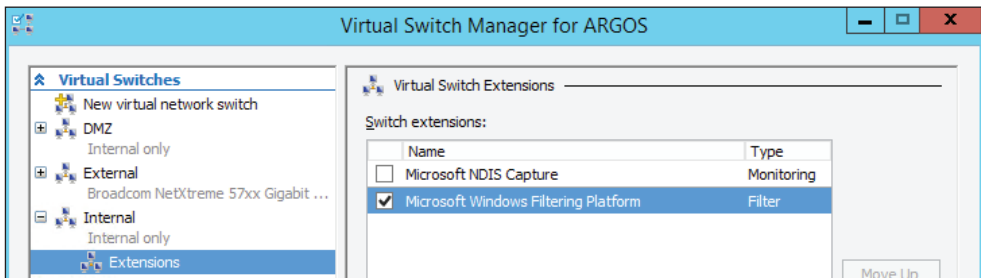 Virtual Switch Manager for ARGOS
Virtual Switches
New virtual network switch
DMZ
Internal only
External
Broadcom NetXtreme 57xx Gigabit ...
Internal
Internal only
Extensions
Virtual Switch Extensions
Switch extensions:
Name Type
Microsoft NDIS Capture Monitoring
Microsoft Windows Filtering Platform Filter
Move Up